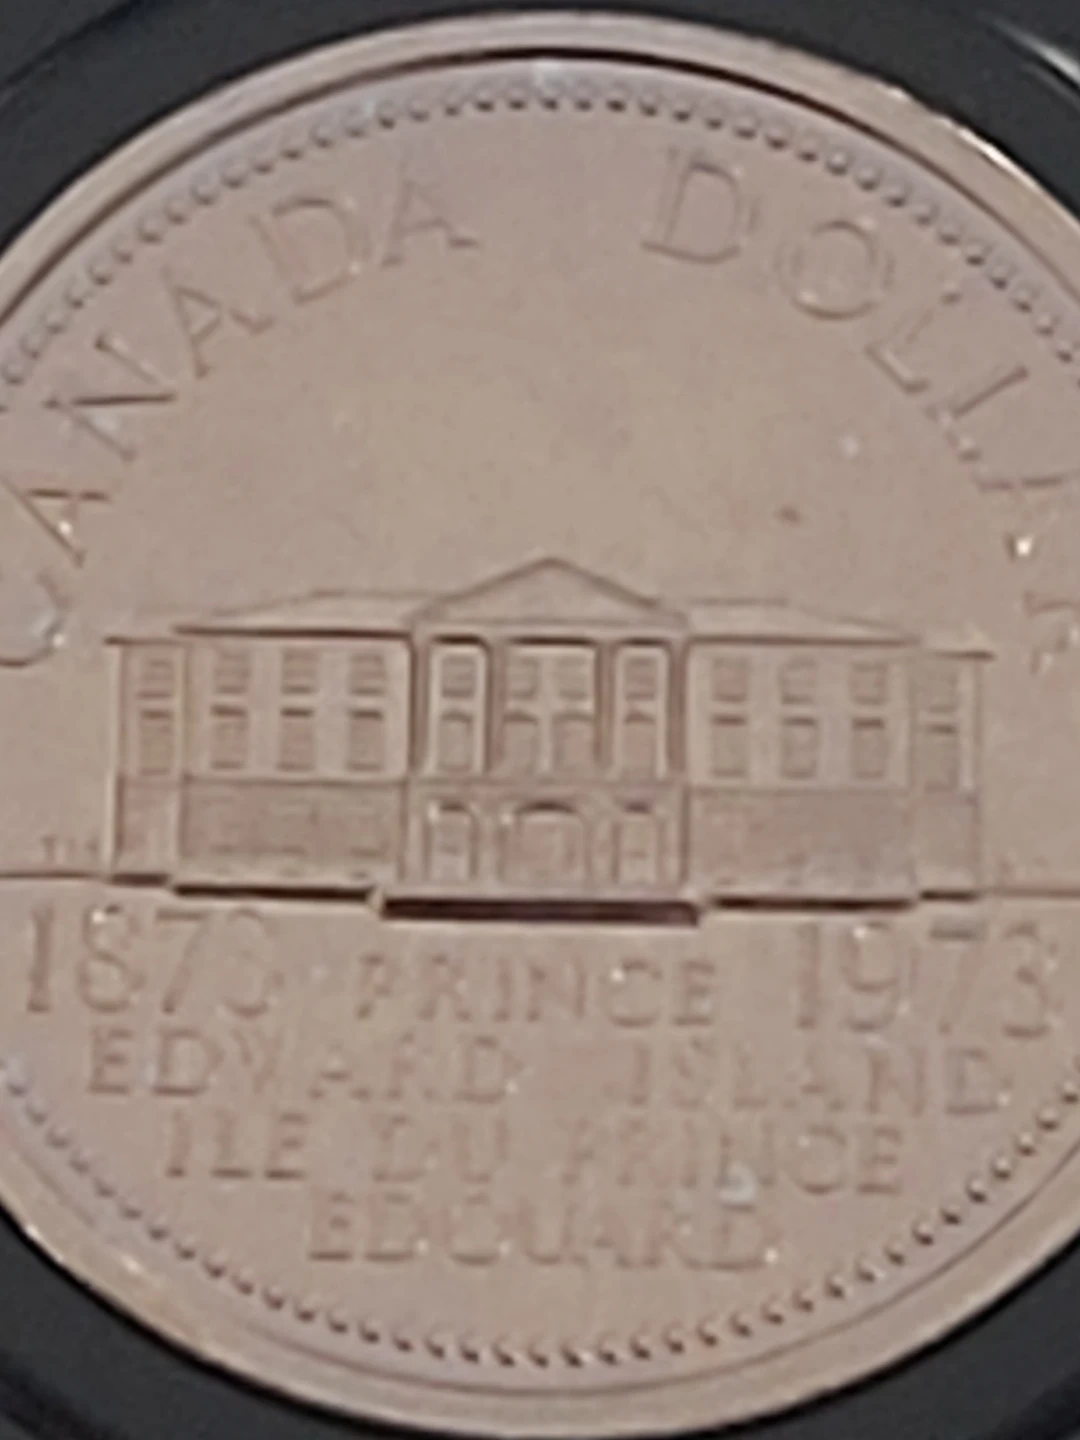 CANADA DOLLAR
1873 PRINCE 1973
EDWARD ISLAND
ILE DU PRINCE
EDOUARD